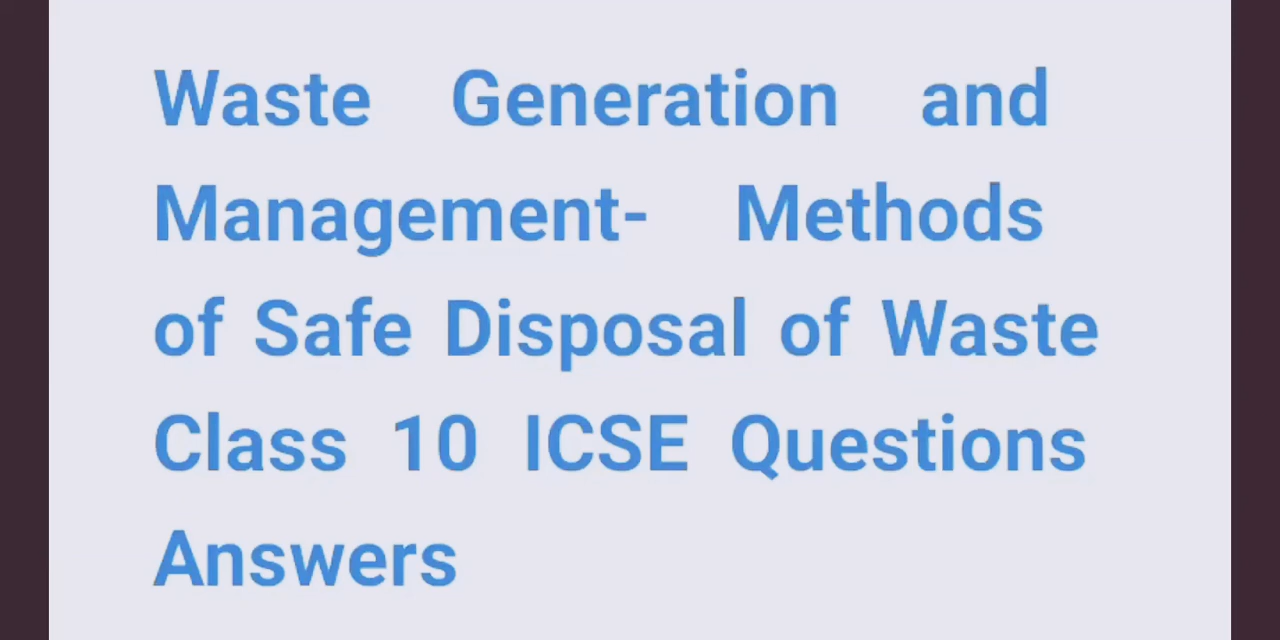 Waste Generation and
Management- Methods
of Safe Disposal of Waste
Class 10 ICSE Questions
Answers